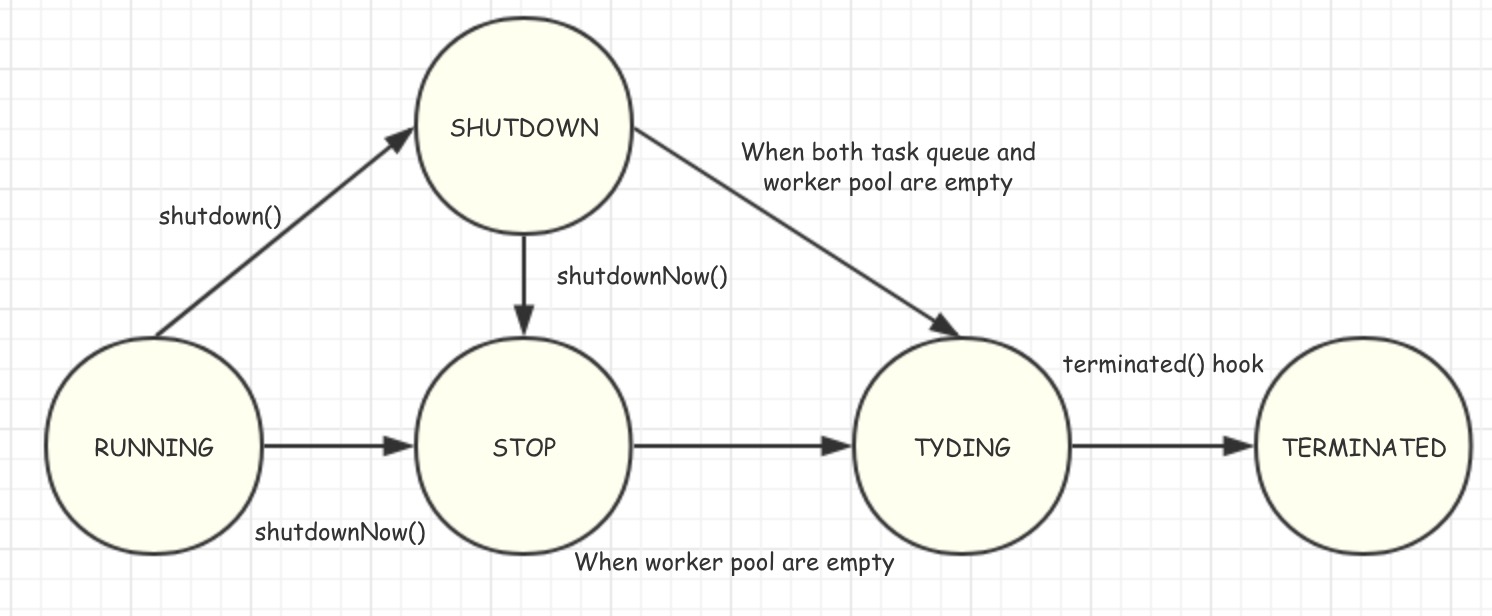 SHUTDOWN
When both task queue and
worker pool are empty
shutdown()
shutdownNow()
terminated() hook
RUNNING
STOP
TYDING
TERMINATED
shutdownNow()
When worker pool are empty